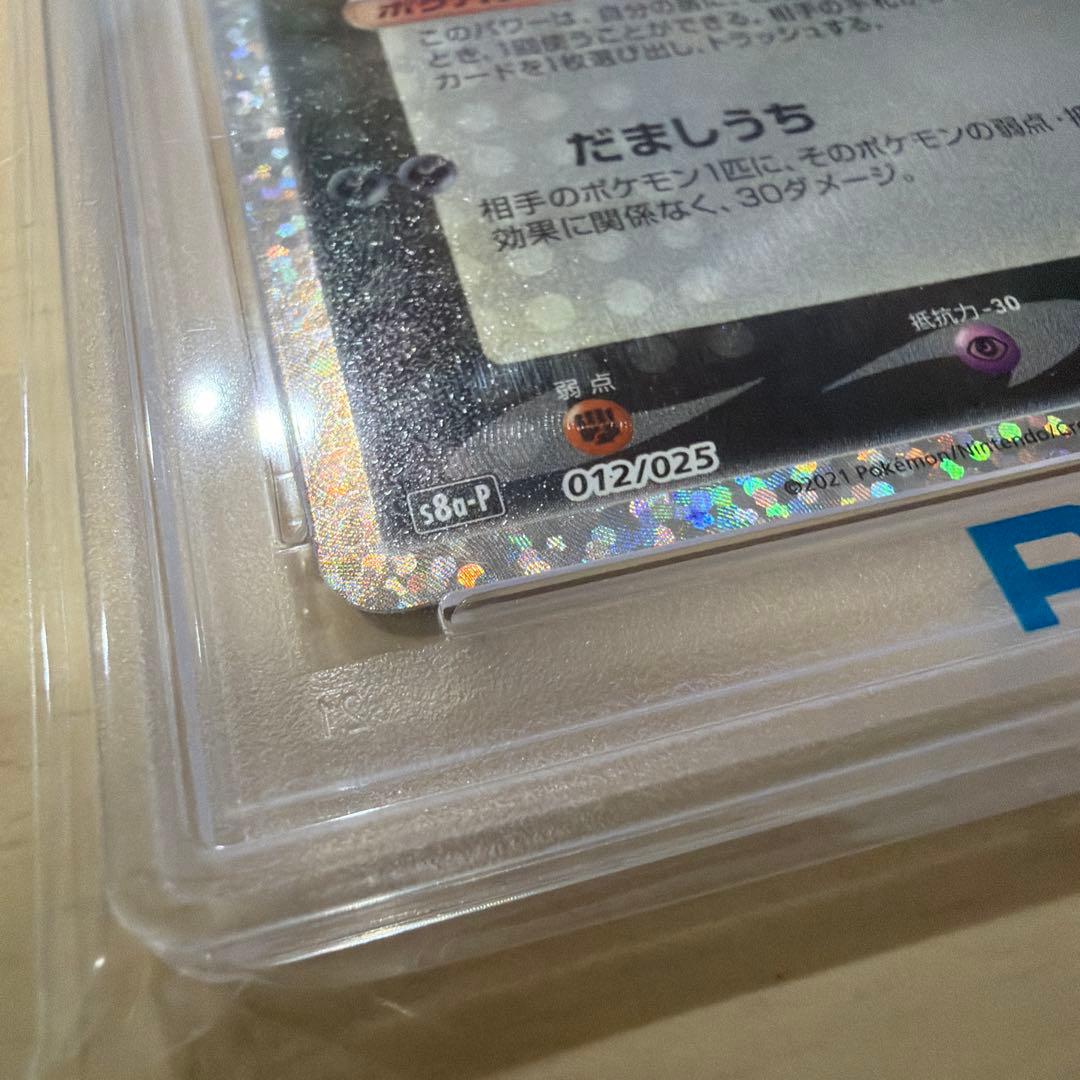 このパワーは、自分の番に、
とき、1回使うことができる。相手の手札から
カードを1枚選び出し、トラッシュする。
だましうち
相手のポケモン1匹に、そのポケモンの弱点・抵
効果に関係なく、30ダメージ。
抵抗力 -30
弱点
012/025
s8a-P
©2021 Pokémon/Nintendo/Cr